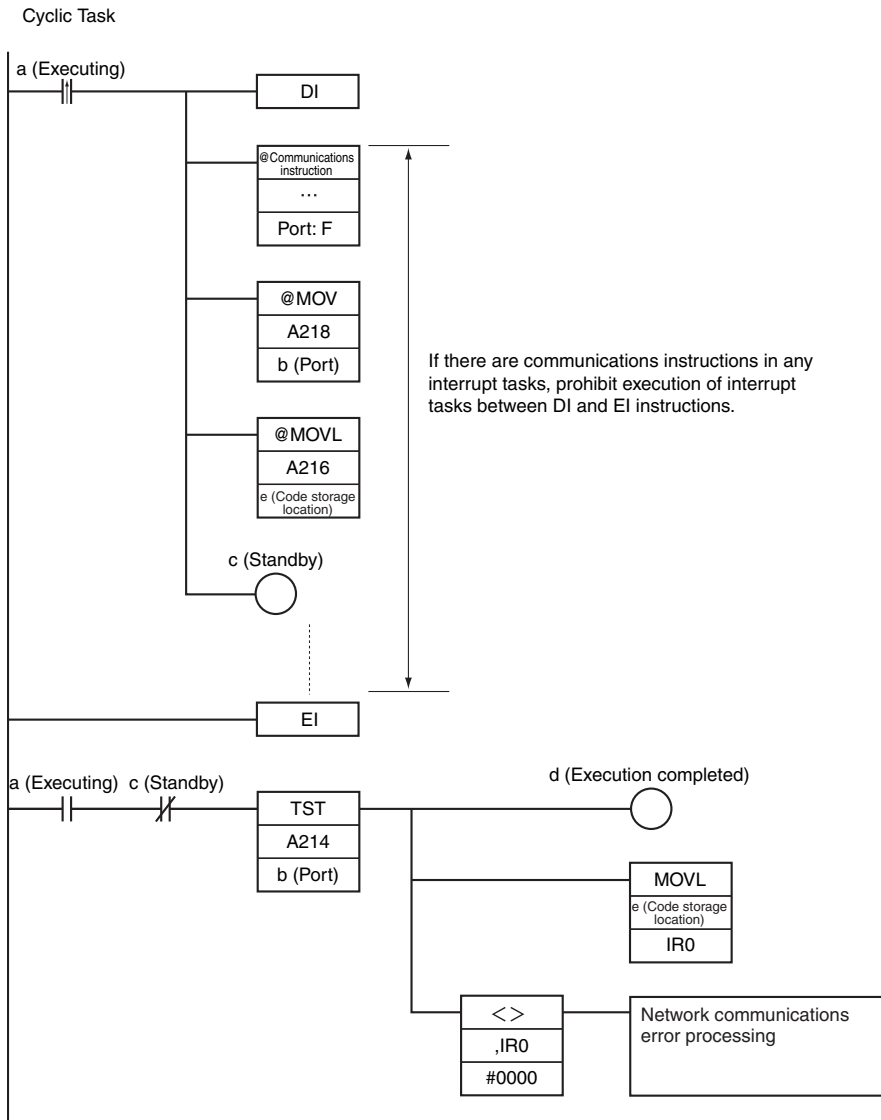 Cyclic Task
a (Executing)
DI
@Communications
instruction
...
Port: F
@MOV
A218
b (Port)
If there are communications instructions in any
interrupt tasks, prohibit execution of interrupt
tasks between DI and EI instructions.
@MOVL
A216
e (Code storage
location)
c (Standby)
EI
a (Executing) c (Standby)
d (Execution completed)
TST
A214
b (Port)
MOVL
e (Code storage
location)
IR0
<>
,IR0
#0000
Network communications
error processing